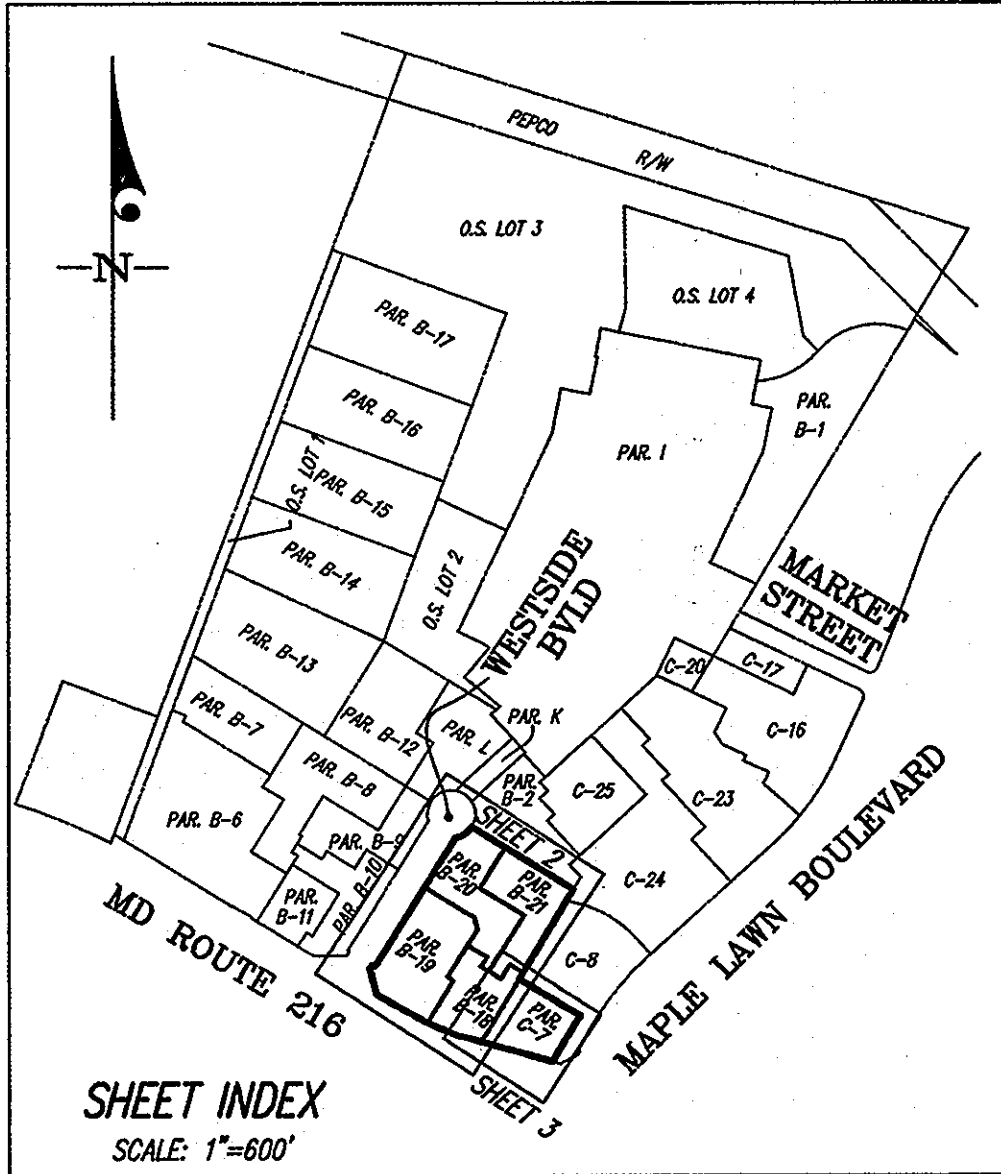 PEPCO
R/W
O.S. LOT 3
N
O.S. LOT 4
PAR. B-17
PAR. B-16
PAR.
B-1
PAR. I
O.S. LOT 1
PAR. B-15
PAR. B-14
O.S. LOT 2
WESTSIDE
BVLD
MARKET
STREET
PAR. B-13
C-20
C-17
PAR. B-7
PAR. B-12
PAR. L
PAR. K
C-16
PAR. B-8
PAR.
B-2
C-25
C-23
PAR. B-6
PAR. B-9
SHEET 2
PAR. B-10
PAR.
B-20
PAR.
B-21
C-24
PAR.
B-11
PAR.
B-19
C-8
PAR.
B-18
PAR.
C-7
MD ROUTE 216
MAPLE LAWN BOULEVARD
SHEET 3
SHEET INDEX
SCALE: 1"=600'